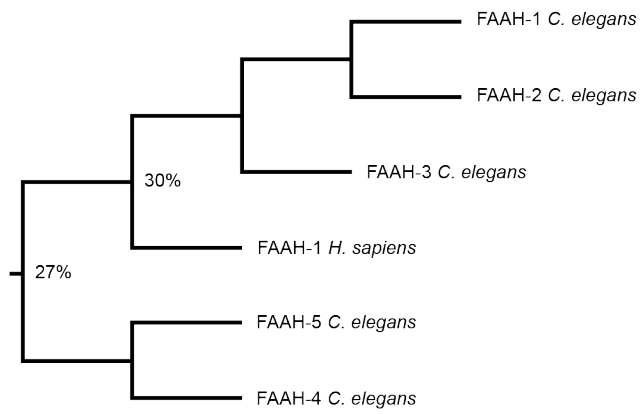 FAAH-1 C. elegans
FAAH-2 C. elegans
FAAH-3 C. elegans
30%
FAAH-1 H. sapiens
27%
FAAH-5 C. elegans
FAAH-4 C. elegans